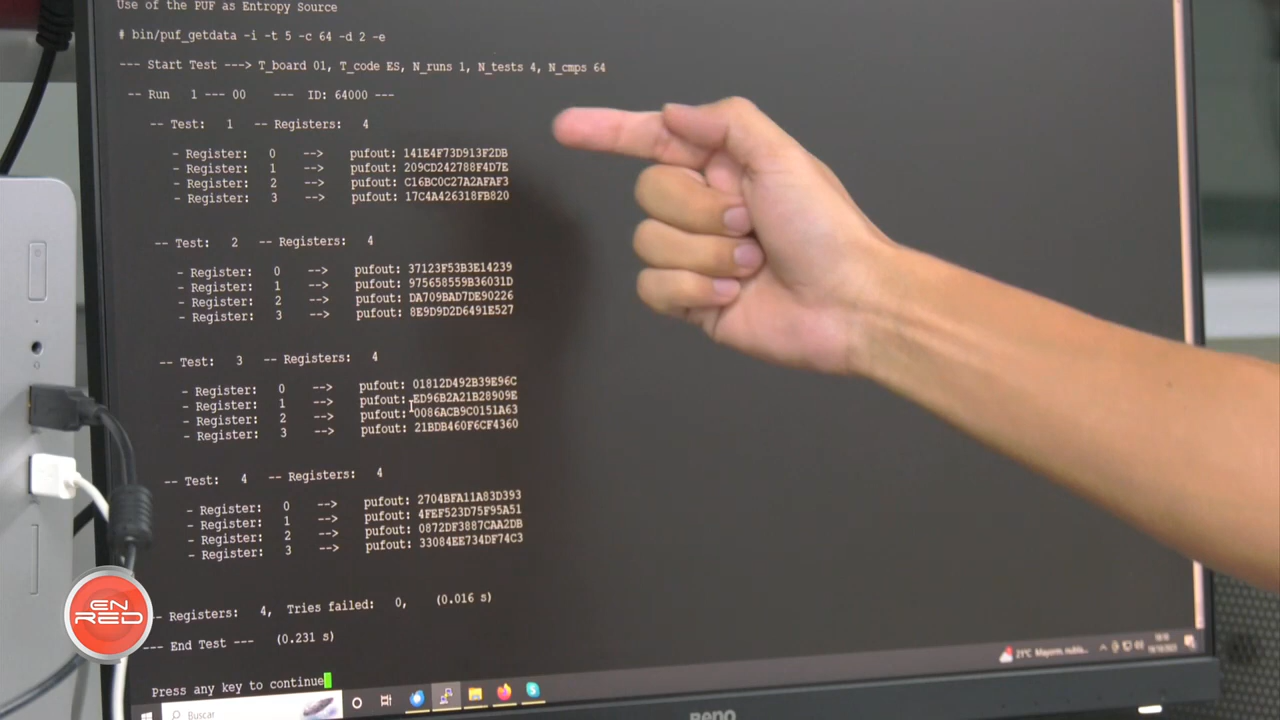 Use of the PUF as Entropy Source
# bin/puf_getdata -i -t 5 -c 64 -d 2 -e
--- Start Test ---> T_board 01, T_code ES, N_runs 1, N_tests 4, N_cmps 64
-- Run 1 --- 00 --- ID: 64000 ---
-- Test: 1 -- Registers: 4
- Register: 0 --> pufout: 141E4F73D913F2DB
- Register: 1 --> pufout: 209CD242788F4D7E
- Register: 2 --> pufout: C16BC0C27A2AFAF3
- Register: 3 --> pufout: 17C4A426318FB820
-- Test: 2 -- Registers: 4
- Register: 0 --> pufout: 37123F53B3E14239
- Register: 1 --> pufout: 975658559B36031D
- Register: 2 --> pufout: DA709BAD7DE90226
- Register: 3 --> pufout: 8E9D9D2D6491E527
-- Test: 3 -- Registers: 4
- Register: 0 --> pufout: 01812D492B39E96C
- Register: 1 --> pufout: ED96B2A21B28909E
- Register: 2 --> pufout: 0086ACB9C0151A63
- Register: 3 --> pufout: 21BDB460F6CF4360
-- Test: 4 -- Registers: 4
- Register: 0 --> pufout: 2704BFA11A83D393
- Register: 1 --> pufout: 4FEF523D75F95A51
- Register: 2 --> pufout: 0872DF3887CAA2DB
- Register: 3 --> pufout: 33084EE734DF74C3
-- Registers: 4, Tries failed: 0, (0.016 s)
--- End Test --- (0.231 s)
Press any key to continue
Buscar
21°C Mayorm. nubla...
BenQ
EN
RED